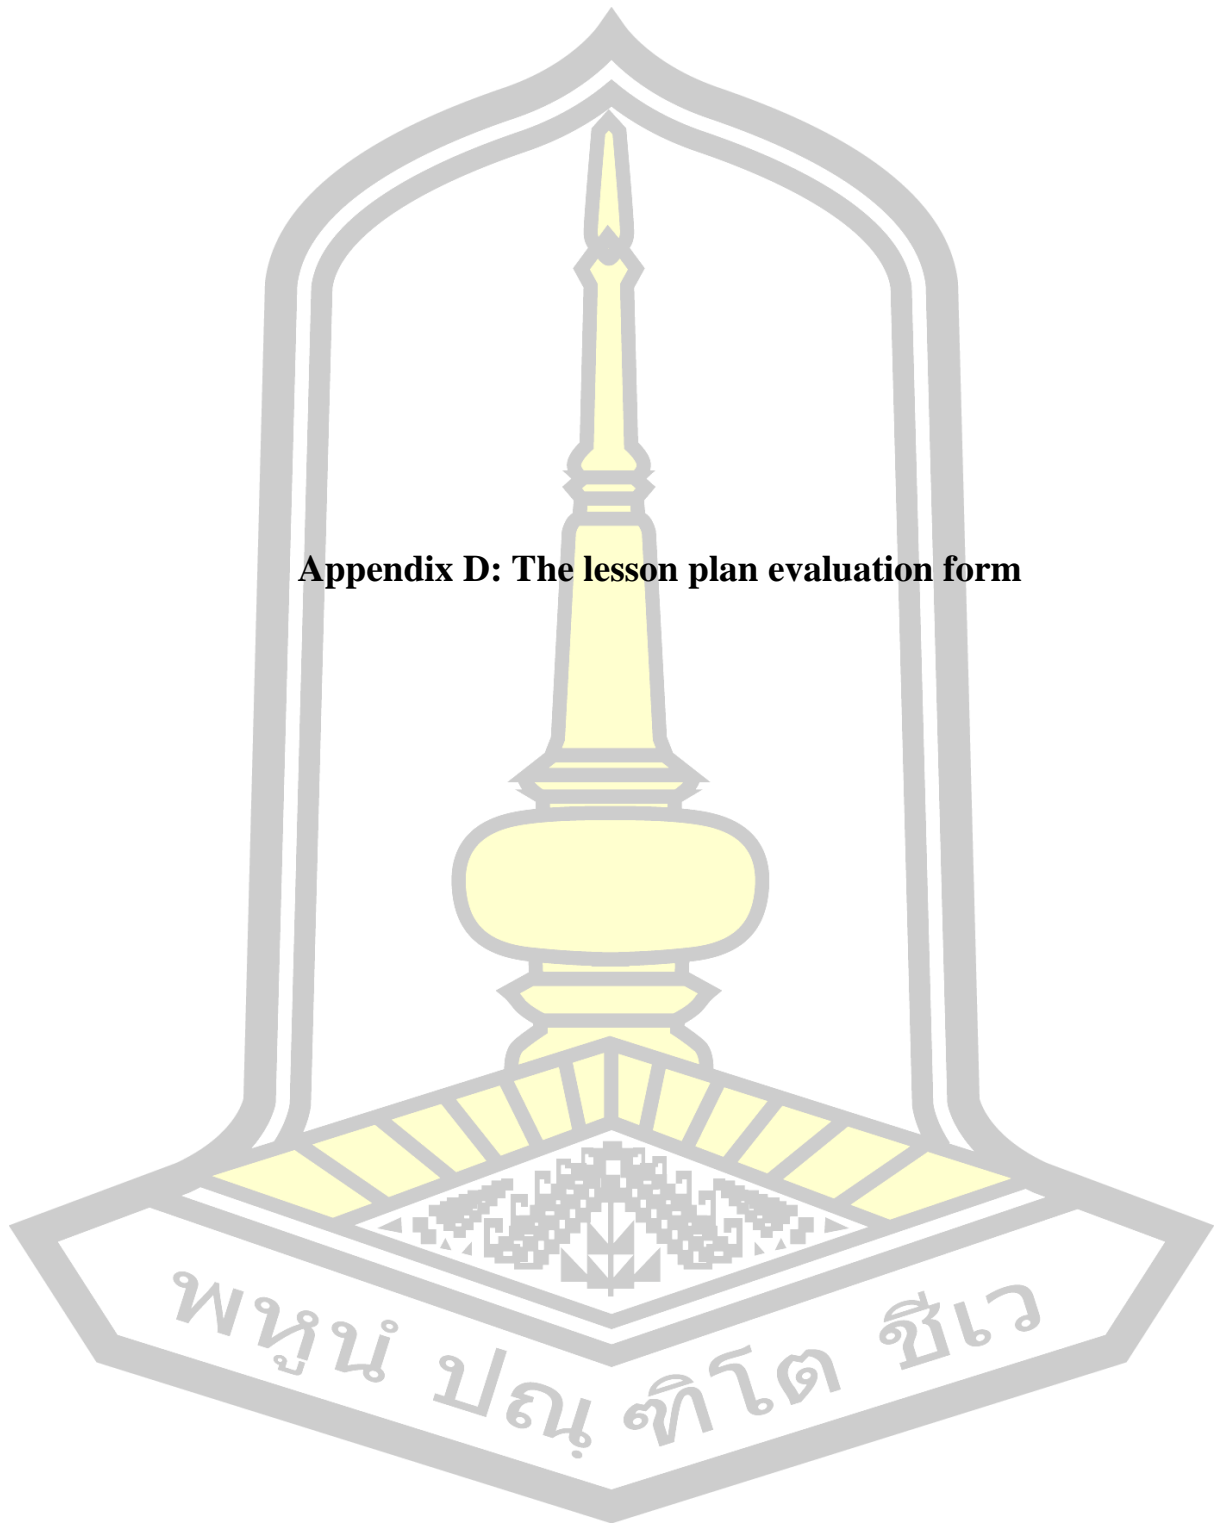 Appendix D: The lesson plan evaluation form
พหูนํ ปณฺ ฑิโต ชีเว